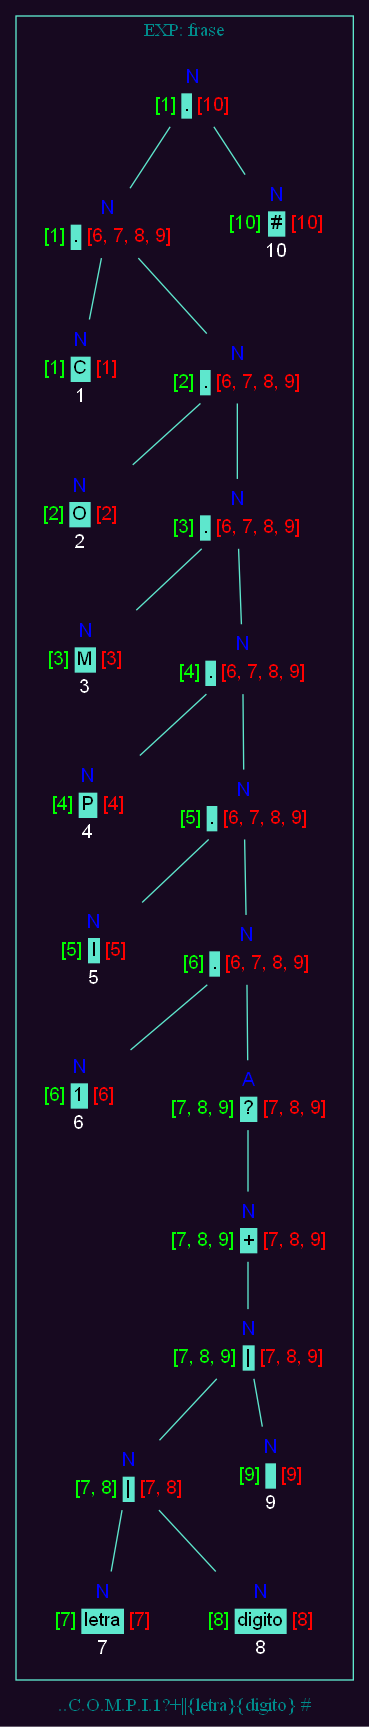 EXP: frase
N
[1] . [10]
N
[10] # [10]
10
N
[1] . [6, 7, 8, 9]
N
[1] C [1]
1
N
[2] . [6, 7, 8, 9]
N
[2] O [2]
2
N
[3] . [6, 7, 8, 9]
N
[3] M [3]
3
N
[4] . [6, 7, 8, 9]
N
[4] P [4]
4
N
[5] . [6, 7, 8, 9]
N
[5] I [5]
5
N
[6] . [6, 7, 8, 9]
N
[6] 1 [6]
6
A
[7, 8, 9] ? [7, 8, 9]
N
[7, 8, 9] + [7, 8, 9]
N
[7, 8, 9] | [7, 8, 9]
N
[7, 8] | [7, 8]
N
[9] [9]
9
N
[7] letra [7]
7
N
[8] digito [8]
8
..C.O.M.P.I.1?+||{letra}{digito} #